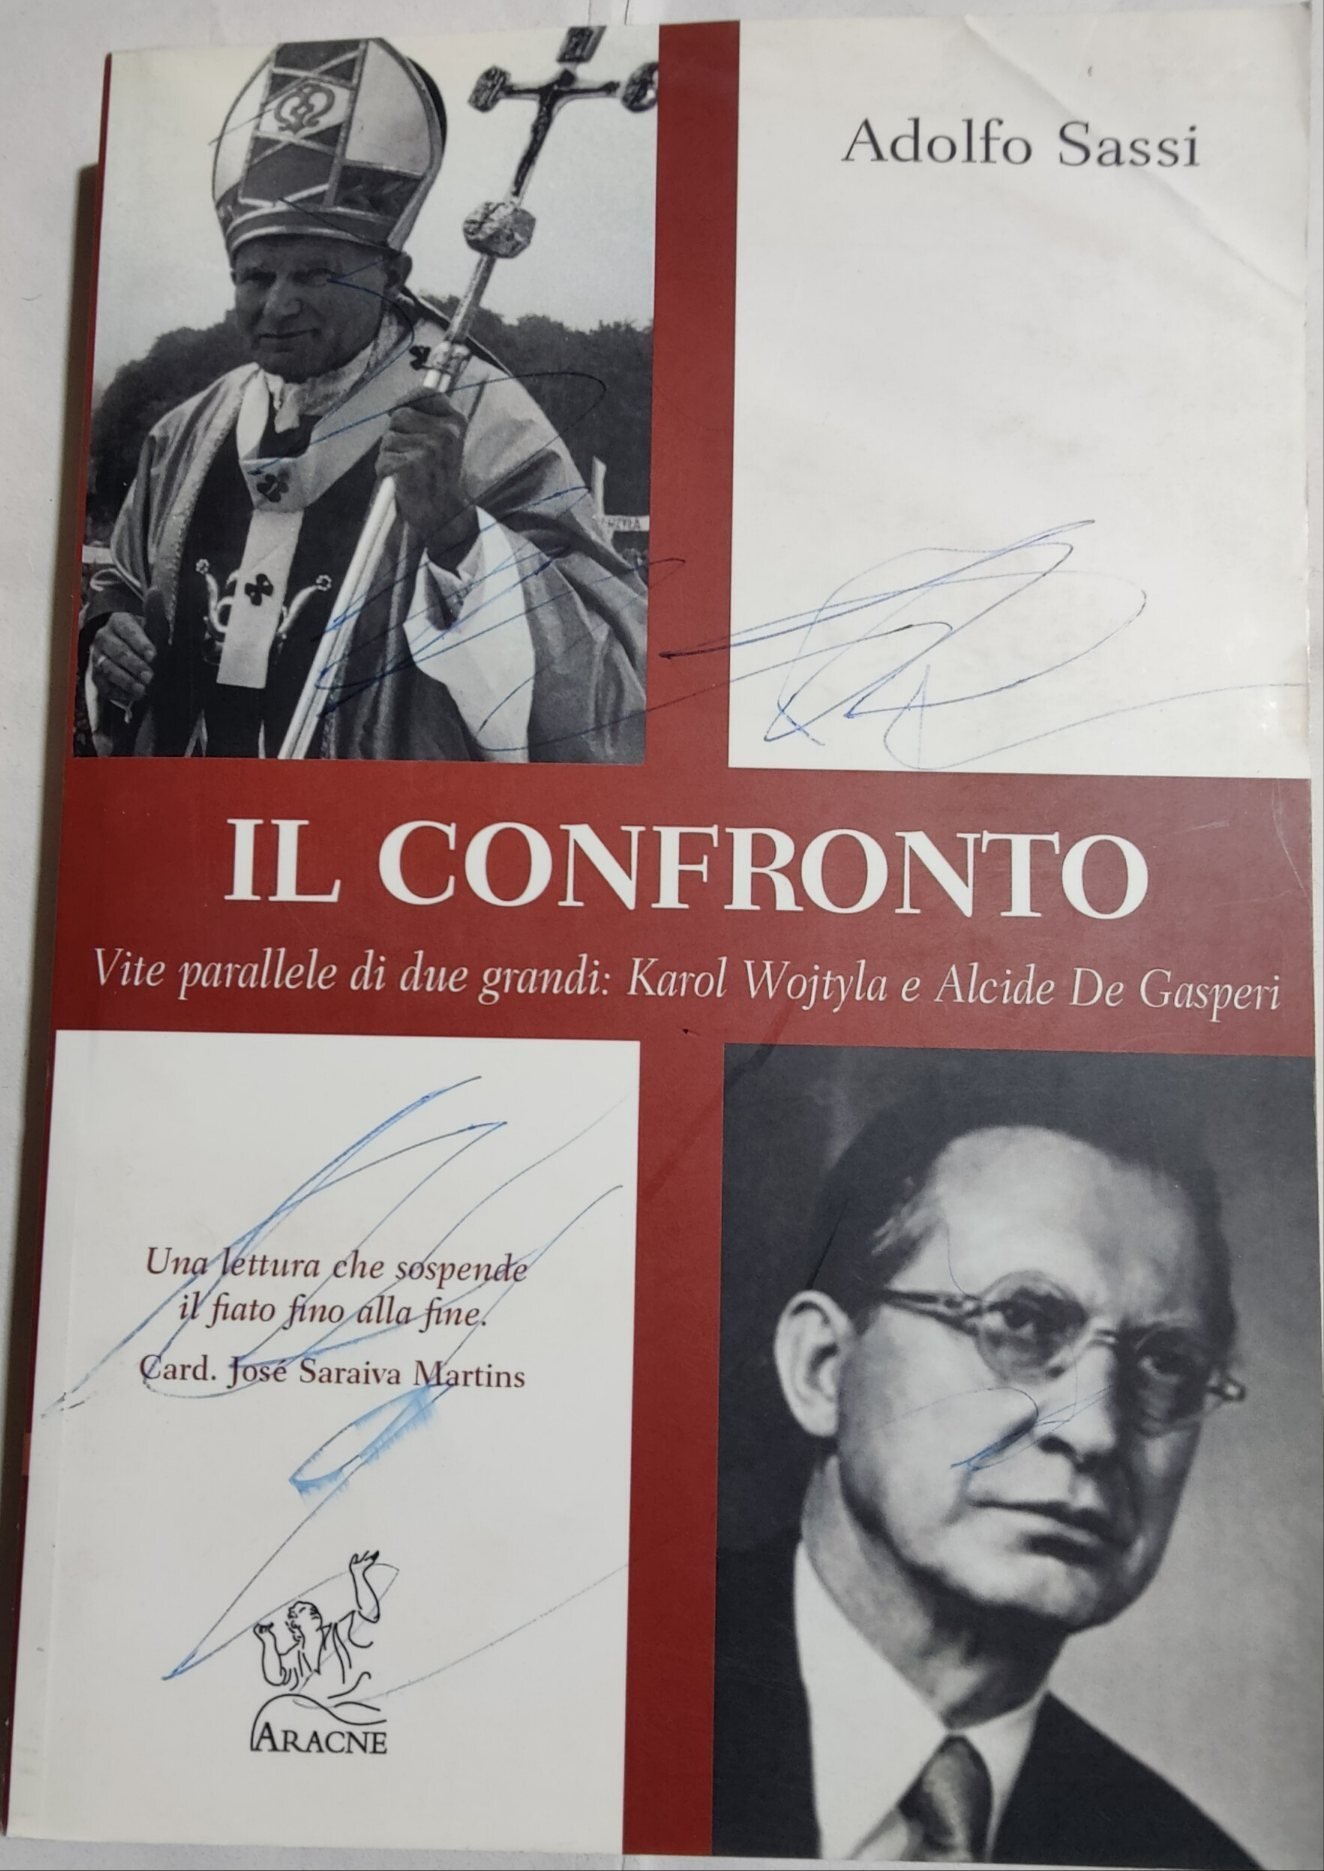 Adolfo Sassi
IL CONFRONTO
Vite parallele di due grandi: Karol Wojtyla e Alcide De Gasperi
Una lettura che sospende
il fiato fino alla fine.
Card. José Saraiva Martins
ARACNE